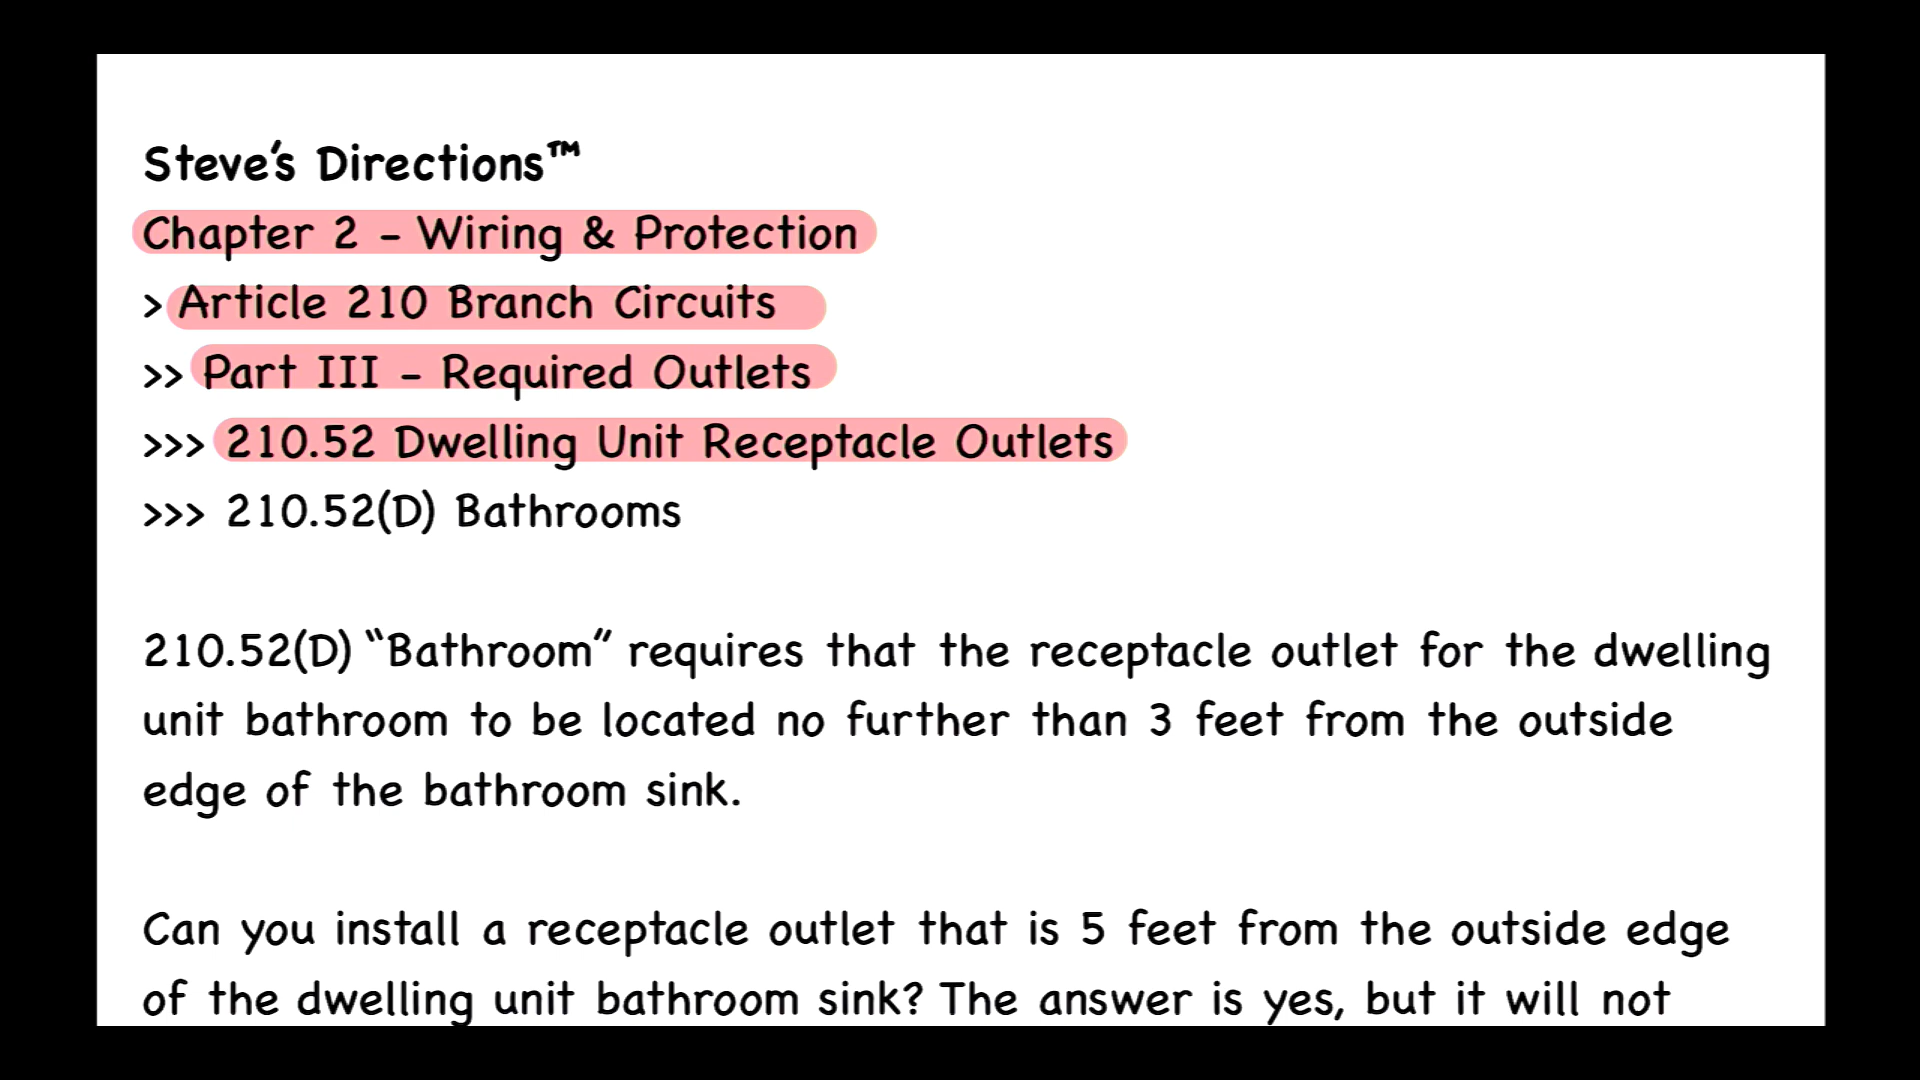 Steve's Directions™
Chapter 2 - Wiring & Protection
> Article 210 Branch Circuits
>> Part III - Required Outlets
>>> 210.52 Dwelling Unit Receptacle Outlets
>>> 210.52(D) Bathrooms
210.52(D) “Bathroom” requires that the receptacle outlet for the dwelling
unit bathroom to be located no further than 3 feet from the outside
edge of the bathroom sink.
Can you install a receptacle outlet that is 5 feet from the outside edge
of the dwelling unit bathroom sink? The answer is yes, but it will not